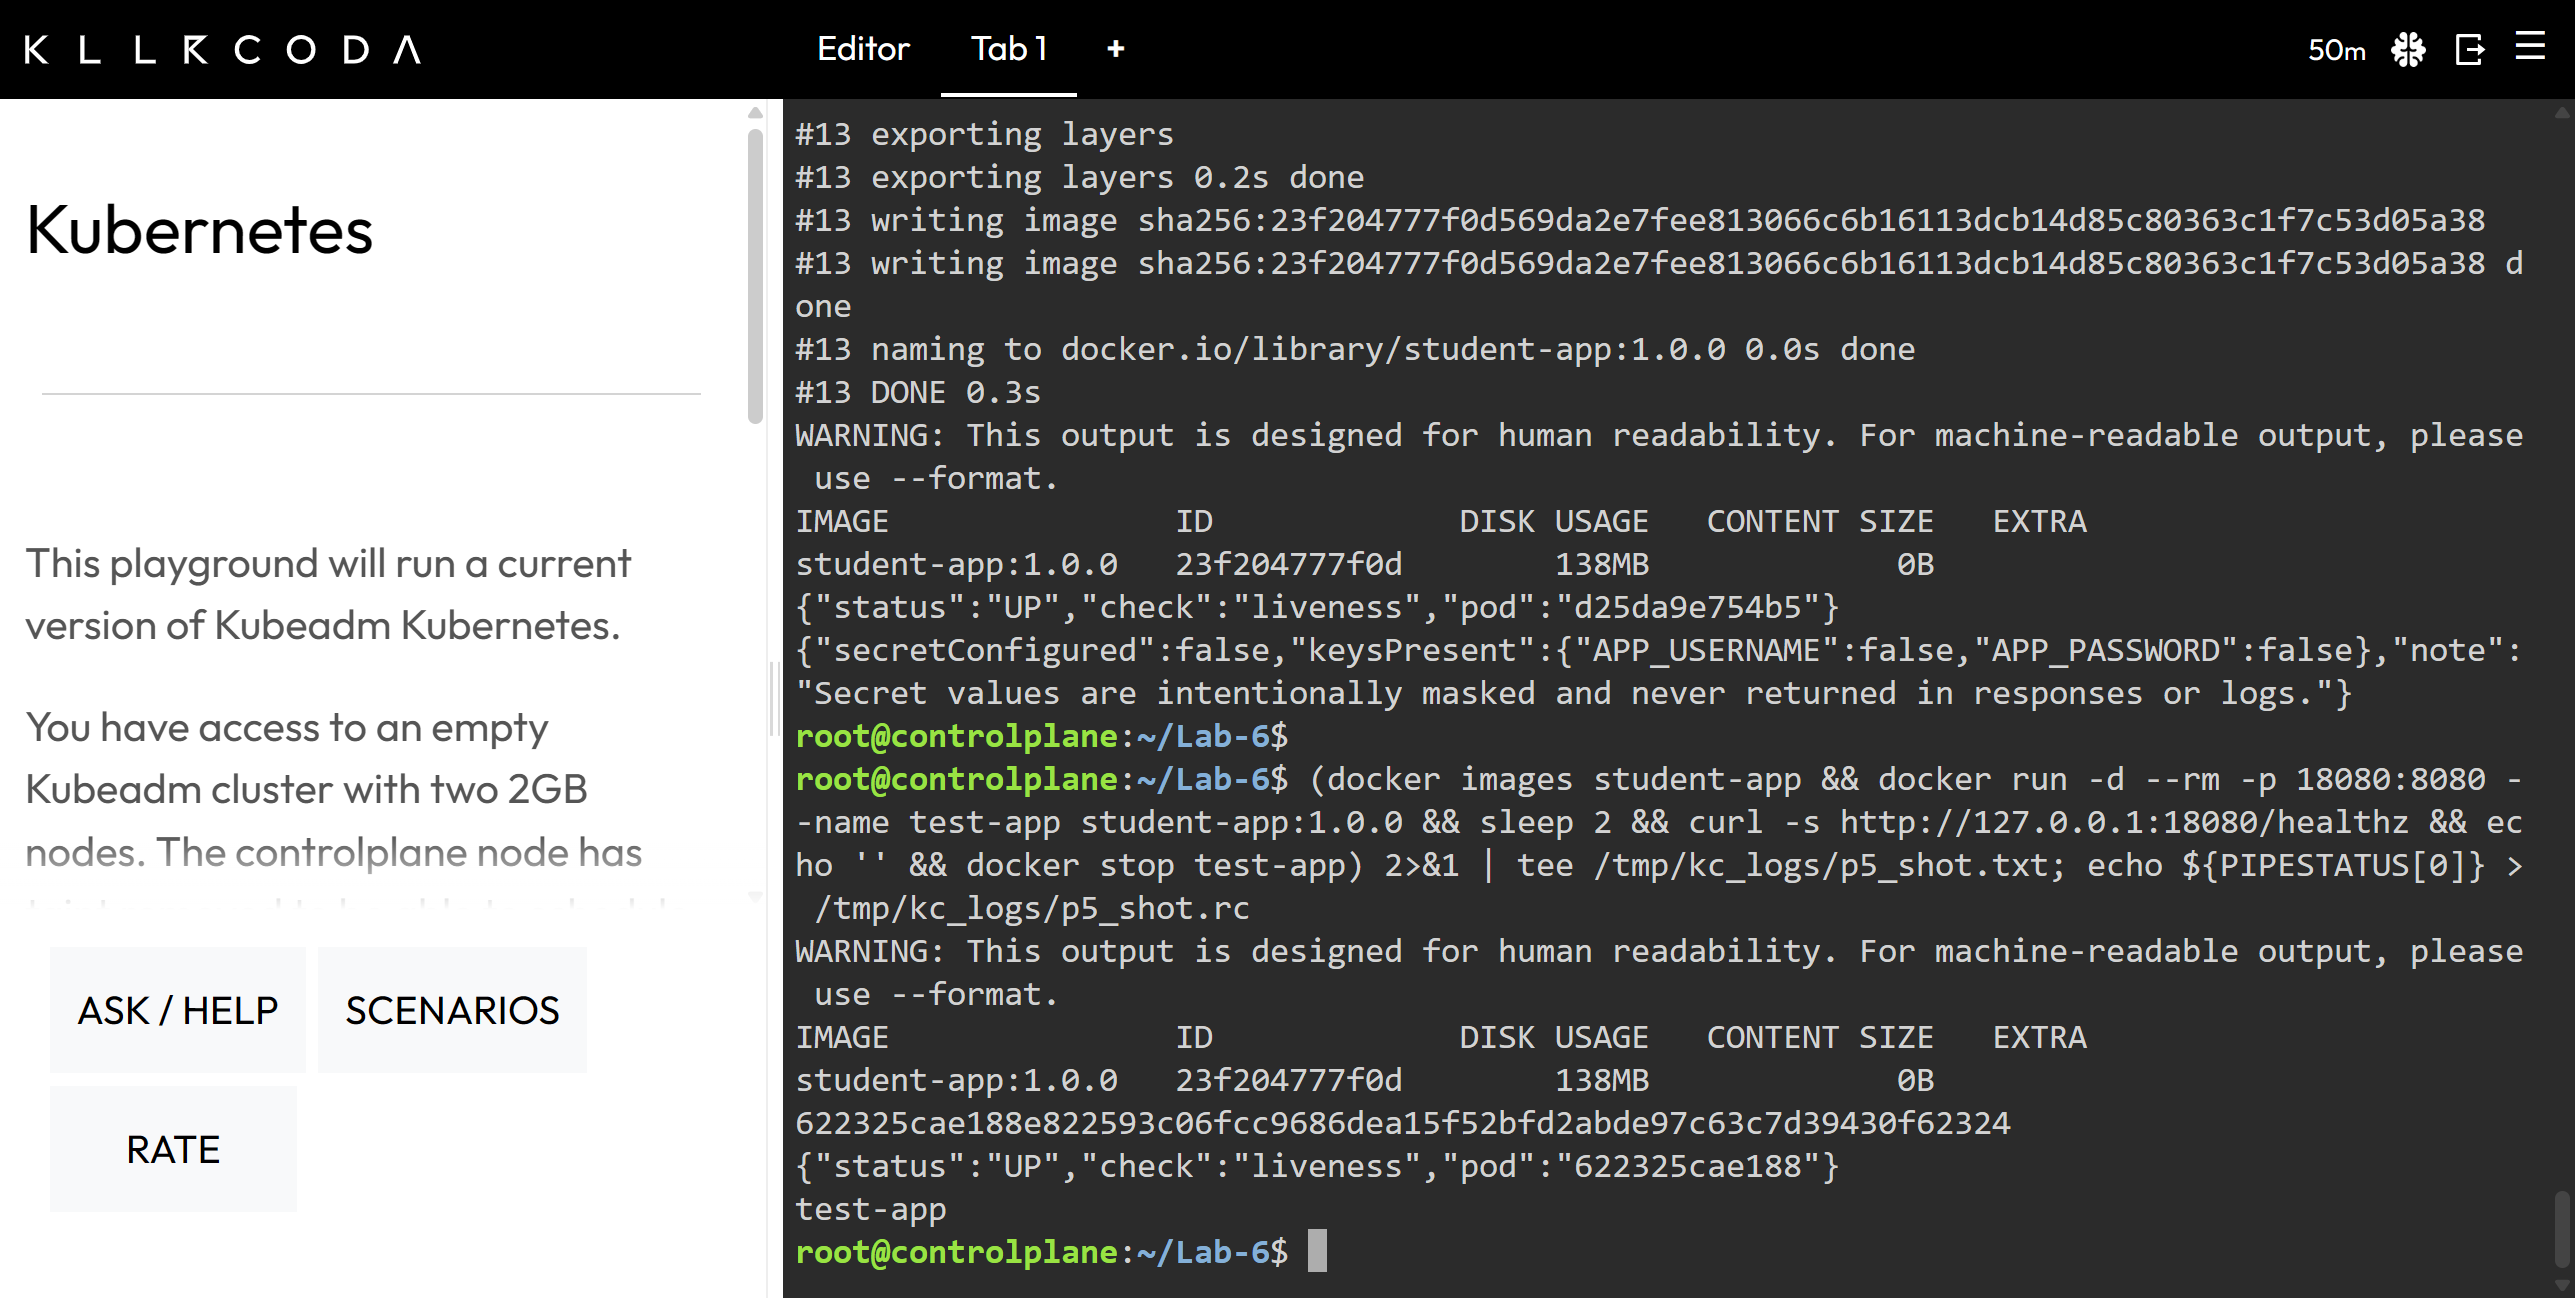 KILLERCODA
Editor
Tab 1
+
50m
Kubernetes
This playground will run a current
version of Kubeadm Kubernetes.
You have access to an empty
Kubeadm cluster with two 2GB
nodes. The controlplane node has
ASK / HELP
SCENARIOS
RATE
#13 exporting layers
#13 exporting layers 0.2s done
#13 writing image sha256:23f204777f0d569da2e7fee813066c6b16113dcb14d85c80363c1f7c53d05a38
#13 writing image sha256:23f204777f0d569da2e7fee813066c6b16113dcb14d85c80363c1f7c53d05a38 d
one
#13 naming to docker.io/library/student-app:1.0.0 0.0s done
#13 DONE 0.3s
WARNING: This output is designed for human readability. For machine-readable output, please
 use --format.
IMAGE               ID             DISK USAGE   CONTENT SIZE   EXTRA
student-app:1.0.0   23f204777f0d        138MB             0B
{"status":"UP","check":"liveness","pod":"d25da9e754b5"}
{"secretConfigured":false,"keysPresent":{"APP_USERNAME":false,"APP_PASSWORD":false},"note":
"Secret values are intentionally masked and never returned in responses or logs."}
root@controlplane:~/Lab-6$
root@controlplane:~/Lab-6$ (docker images student-app && docker run -d --rm -p 18080:8080 -
-name test-app student-app:1.0.0 && sleep 2 && curl -s http://127.0.0.1:18080/healthz && ec
ho '' && docker stop test-app) 2>&1 | tee /tmp/kc_logs/p5_shot.txt; echo ${PIPESTATUS[0]} >
 /tmp/kc_logs/p5_shot.rc
WARNING: This output is designed for human readability. For machine-readable output, please
 use --format.
IMAGE               ID             DISK USAGE   CONTENT SIZE   EXTRA
student-app:1.0.0   23f204777f0d        138MB             0B
622325cae188e822593c06fcc9686dea15f52bfd2abde97c63c7d39430f62324
{"status":"UP","check":"liveness","pod":"622325cae188"}
test-app
root@controlplane:~/Lab-6$